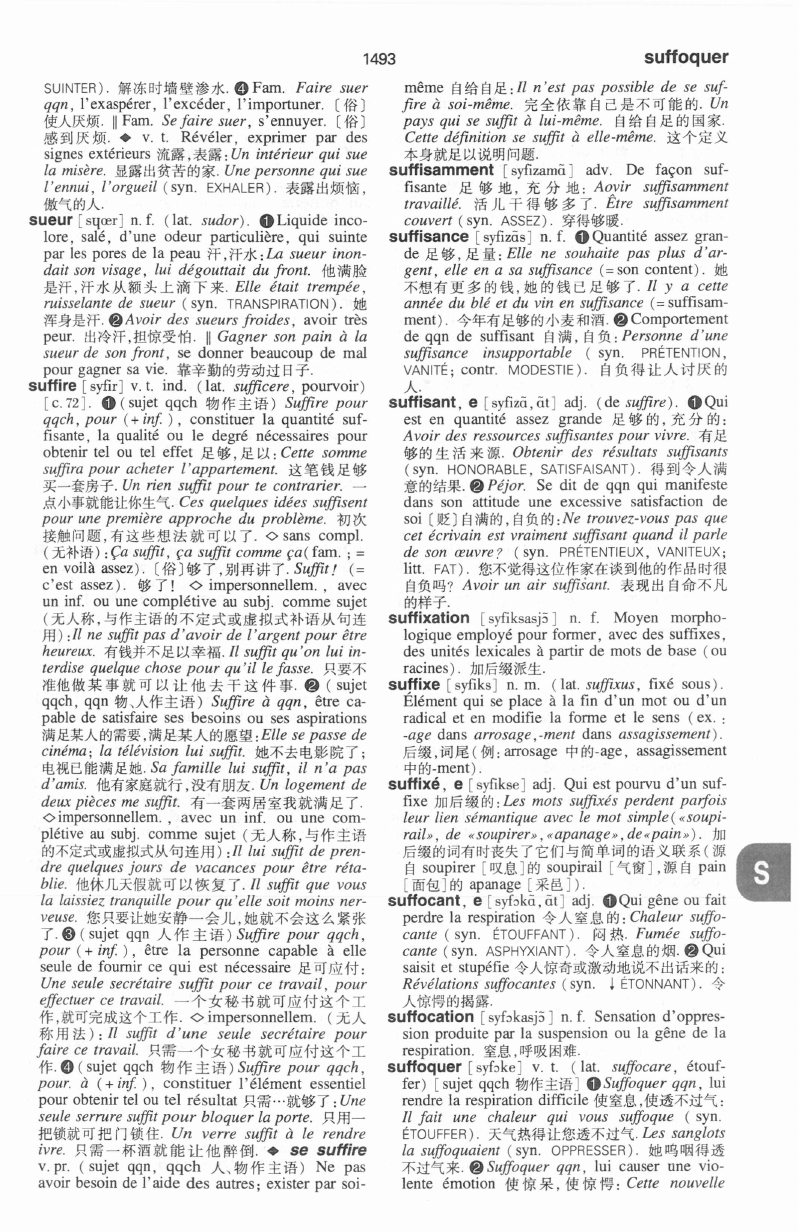 1493
suffoquer
SUINTER). 解冻时墙壁渗水. ❹ Fam. Faire suer
qqn, l'exaspérer, l'excéder, l'importuner.〔俗〕
使人厌烦. ‖ Fam. Se faire suer, s'ennuyer.〔俗〕
感到厌烦. ◆ v. t. Révéler, exprimer par des
signes extérieurs 流露,表露:Un intérieur qui sue
la misère. 显露出贫苦的家. Une personne qui sue
l'ennui, l'orgueil (syn. EXHALER). 表露出烦恼,
傲气的人.
sueur [sɥœr] n. f. (lat. sudor). ❶ Liquide inco-
lore, salé, d'une odeur particulière, qui suinte
par les pores de la peau 汗,汗水:La sueur inon-
dait son visage, lui dégouttait du front. 他满脸
是汗,汗水从额头上滴下来. Elle était trempée,
ruisselante de sueur (syn. TRANSPIRATION). 她
浑身是汗. ❷ Avoir des sueurs froides, avoir très
peur. 出冷汗,担惊受怕. ‖ Gagner son pain à la
sueur de son front, se donner beaucoup de mal
pour gagner sa vie. 靠辛勤的劳动过日子.
suffire [syfir] v. t. ind. (lat. sufficere, pourvoir)
[c. 72]. ❶ (sujet qqch 物作主语) Suffire pour
qqch, pour (+ inf.), constituer la quantité suf-
fisante, la qualité ou le degré nécessaires pour
obtenir tel ou tel effet 足够,足以:Cette somme
suffira pour acheter l'appartement. 这笔钱足够
买一套房子. Un rien suffit pour te contrarier. 一
点小事就能让你生气. Ces quelques idées suffisent
pour une première approche du problème. 初次
接触问题,有这些想法就可以了. ◇ sans compl.
(无补语):Ça suffit, ça suffit comme ça (fam.; =
en voilà assez).〔俗〕够了,别再讲了. Suffit! (=
c'est assez). 够了! ◇ impersonnellem., avec
un inf. ou une complétive au subj. comme sujet
(无人称,与作主语的不定式或虚拟式补语从句连
用):Il ne suffit pas d'avoir de l'argent pour être
heureux. 有钱并不足以幸福. Il suffit qu'on lui in-
terdise quelque chose pour qu'il le fasse. 只要不
准他做某事就可以让他去干这件事. ❷ (sujet
qqch, qqn 物、人作主语) Suffire à qqn, être ca-
pable de satisfaire ses besoins ou ses aspirations
满足某人的需要,满足某人的愿望:Elle se passe de
cinéma; la télévision lui suffit. 她不去电影院了;
电视已能满足她. Sa famille lui suffit, il n'a pas
d'amis. 他有家庭就行,没有朋友. Un logement de
deux pièces me suffit. 有一套两居室我就满足了.
◇ impersonnellem., avec un inf. ou une com-
plétive au subj. comme sujet (无人称,与作主语
的不定式或虚拟式从句连用):Il lui suffit de pren-
dre quelques jours de vacances pour être réta-
blie. 他休几天假就可以恢复了. Il suffit que vous
la laissiez tranquille pour qu'elle soit moins ner-
veuse. 您只要让她安静一会儿,她就不会这么紧张
了. ❸ (sujet qqn 人作主语) Suffire pour qqch,
pour (+ inf.), être la personne capable à elle
seule de fournir ce qui est nécessaire 足可应付:
Une seule secrétaire suffit pour ce travail, pour
effectuer ce travail. 一个女秘书就可应付这个工
作,就可完成这个工作. ◇ impersonnellem. (无人
称用法): Il suffit d'une seule secrétaire pour
faire ce travail. 只需一个女秘书就可应付这个工
作. ❹ (sujet qqch 物作主语) Suffire pour qqch,
pour. à (+ inf.), constituer l'élément essentiel
pour obtenir tel ou tel résultat 只需…就够了:Une
seule serrure suffit pour bloquer la porte. 只用一
把锁就可把门锁住. Un verre suffit à le rendre
ivre. 只需一杯酒就能让他醉倒. ◆ se suffire
v. pr. (sujet qqn, qqch 人、物作主语) Ne pas
avoir besoin de l'aide des autres; exister par soi-
même 自给自足:Il n'est pas possible de se suf-
fire à soi-même. 完全依靠自己是不可能的. Un
pays qui se suffit à lui-même. 自给自足的国家.
Cette définition se suffit à elle-même. 这个定义
本身就足以说明问题.
suffisamment [syfizamɑ̃] adv. De façon suf-
fisante 足够地,充分地: Aovir suffisamment
travaillé. 活儿干得够多了. Être suffisamment
couvert (syn. ASSEZ). 穿得够暖.
suffisance [syfizɑ̃s] n. f. ❶ Quantité assez gran-
de 足够,足量: Elle ne souhaite pas plus d'ar-
gent, elle en a sa suffisance (= son content). 她
不想有更多的钱,她的钱已足够了. Il y a cette
année du blé et du vin en suffisance (= suffisam-
ment). 今年有足够的小麦和酒. ❷ Comportement
de qqn de suffisant 自满,自负: Personne d'une
suffisance insupportable (syn. PRÉTENTION,
VANITÉ; contr. MODESTIE). 自负得让人讨厌的
人.
suffisant, e [syfizɑ̃, ɑ̃t] adj. (de suffire). ❶ Qui
est en quantité assez grande 足够的,充分的:
Avoir des ressources suffisantes pour vivre. 有足
够的生活来源. Obtenir des résultats suffisants
(syn. HONORABLE, SATISFAISANT). 得到令人满
意的结果. ❷ Péjor. Se dit de qqn qui manifeste
dans son attitude une excessive satisfaction de
soi〔贬〕自满的,自负的:Ne trouvez-vous pas que
cet écrivain est vraiment suffisant quand il parle
de son œuvre? (syn. PRÉTENTIEUX, VANITEUX;
litt. FAT). 您不觉得这位作家在谈到他的作品时很
自负吗? Avoir un air suffisant. 表现出自命不凡
的样子.
suffixation [syfiksasjɔ̃] n. f. Moyen morpho-
logique employé pour former, avec des suffixes,
des unités lexicales à partir de mots de base (ou
racines). 加后缀派生.
suffixe [syfiks] n. m. (lat. suffixus, fixé sous).
Élément qui se place à la fin d'un mot ou d'un
radical et en modifie la forme et le sens (ex.:
-age dans arrosage, -ment dans assagissement).
后缀,词尾(例: arrosage 中的-age, assagissement
中的-ment).
suffixé, e [syfikse] adj. Qui est pourvu d'un suf-
fixe 加后缀的:Les mots suffixés perdent parfois
leur lien sémantique avec le mot simple («soupi-
rail», de «soupirer», «apanage», de «pain»). 加
后缀的词有时丧失了它们与简单词的语义联系(源
自 soupirer [叹息]的 soupirail [气窗],源自 pain
[面包]的 apanage [采邑]).
suffocant, e [syfɔkɑ̃, ɑ̃t] adj. ❶ Qui gêne ou fait
perdre la respiration 令人窒息的: Chaleur suffo-
cante (syn. ÉTOUFFANT). 闷热. Fumée suffo-
cante (syn. ASPHYXIANT). 令人窒息的烟. ❷ Qui
saisit et stupéfie 令人惊奇或激动地说不出话来的:
Révélations suffocantes (syn. ↓ÉTONNANT). 令
人惊愕的揭露.
suffocation [syfɔkasjɔ̃] n. f. Sensation d'oppres-
sion produite par la suspension ou la gêne de la
respiration. 窒息,呼吸困难.
suffoquer [syfɔke] v. t. (lat. suffocare, étouf-
fer) [sujet qqch 物作主语] ❶ Suffoquer qqn, lui
rendre la respiration difficile 使窒息,使透不过气:
Il fait une chaleur qui vous suffoque (syn.
ÉTOUFFER). 天气热得让您透不过气. Les sanglots
la suffoquaient (syn. OPPRESSER). 她呜咽得透
不过气来. ❷ Suffoquer qqn, lui causer une vio-
lente émotion 使惊呆,使惊愕: Cette nouvelle
S